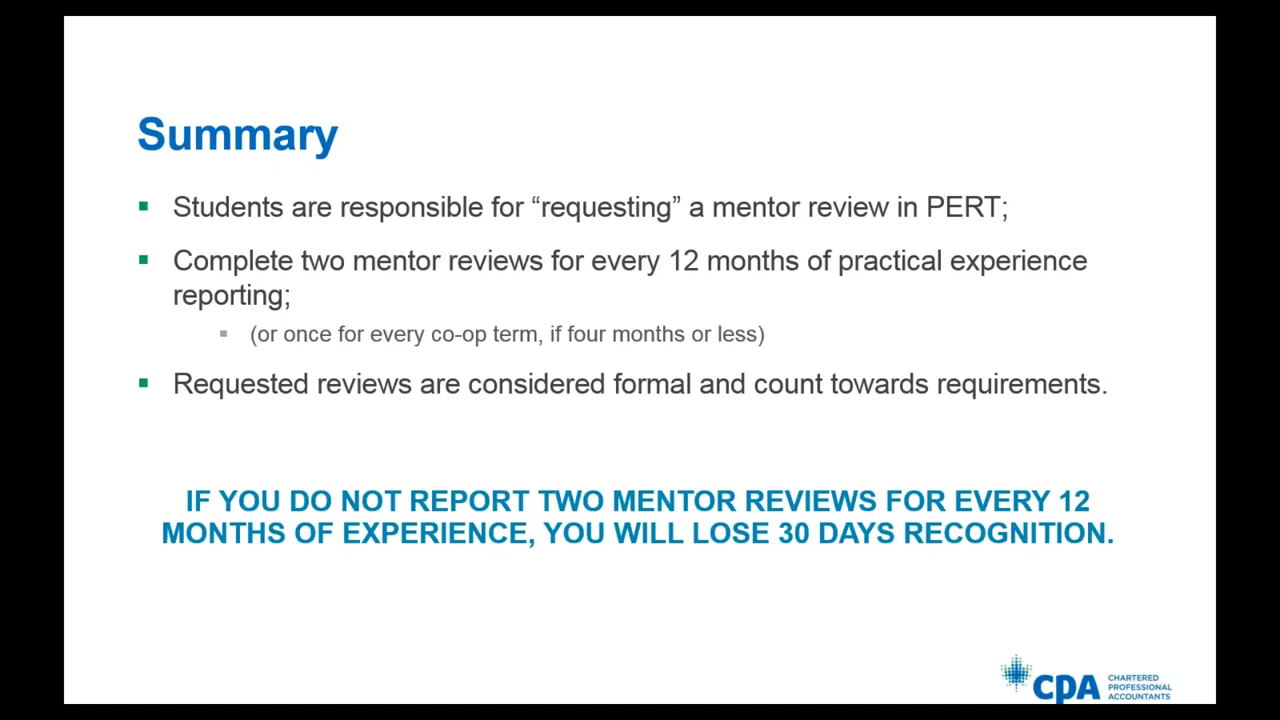 Summary
Students are responsible for “requesting” a mentor review in PERT;
Complete two mentor reviews for every 12 months of practical experience
reporting;
(or once for every co-op term, if four months or less)
Requested reviews are considered formal and count towards requirements.
IF YOU DO NOT REPORT TWO MENTOR REVIEWS FOR EVERY 12
MONTHS OF EXPERIENCE, YOU WILL LOSE 30 DAYS RECOGNITION.
CPA
CHARTERED
PROFESSIONAL
ACCOUNTANTS